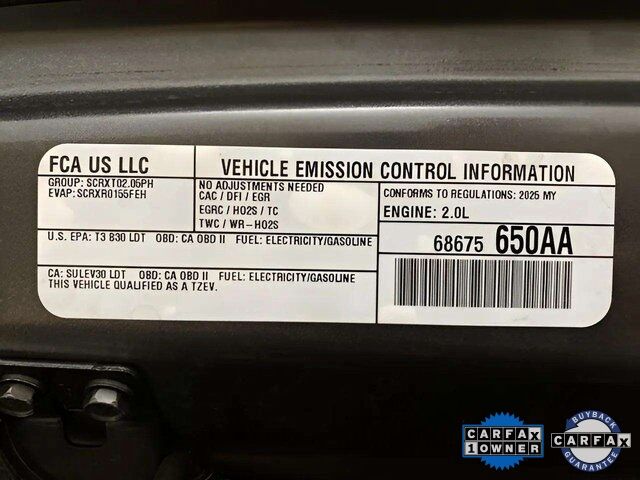 FCA US LLC
GROUP: SCRXT02.05PH
EVAP: SCRXR0155FEH
VEHICLE EMISSION CONTROL INFORMATION
NO ADJUSTMENTS NEEDED
CAC / DFI / EGR
EGRC / HO2S / TC
TWC / WR-HO2S
CONFORMS TO REGULATIONS: 2025 MY
ENGINE: 2.0L
U.S. EPA: T3 B30 LDT OBD: CA OBD II FUEL: ELECTRICITY/GASOLINE
68675 650AA
CA: SULEV30 LDT OBD: CA OBD II FUEL: ELECTRICITY/GASOLINE
THIS VEHICLE QUALIFIED AS A TZEV.
CARFAX
1 OWNER
BUYBACK
CARFAX
GUARANTEE